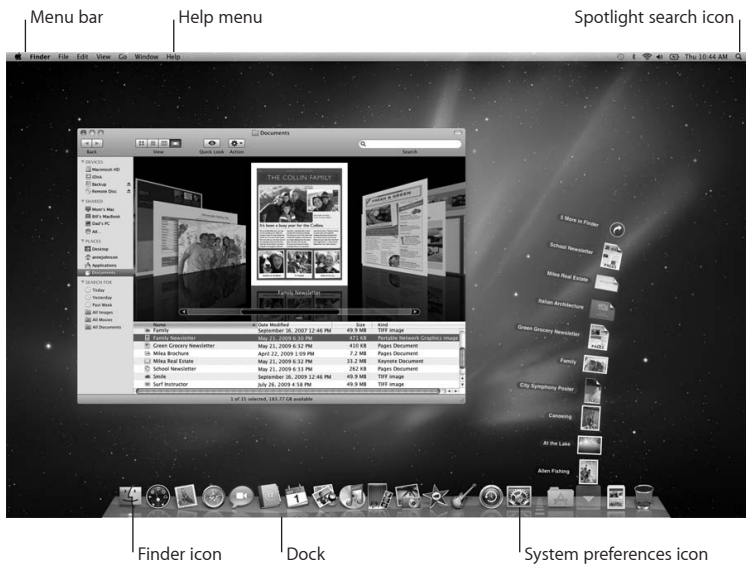 Menu bar Help menu Spotlight search icon
Finder File Edit View Go Window Help Thu 10:44 AM
Documents
Back View Quick Look Action Search
DEVICES
Macintosh HD
iDisk
Backup
Remote Disc
SHARED
Mom's Mac
Bill's MacBook
Dad's PC
All...
PLACES
Desktop
annejohnson
Applications
Documents
SEARCH FOR
Today
Yesterday
Past Week
All Images
All Movies
All Documents
THE COLLIN FAMILY
It's been a busy year for the Collins.
Family Newsletter
Name Date Modified Size Kind
Family September 16, 2007 12:46 PM 49.9 MB TIFF image
Family Newsletter May 21, 2009 6:30 PM 471 KB Portable Network Graphics image
Green Grocery Newsletter May 21, 2009 6:32 PM 410 KB Pages Document
Milea Brochure April 22, 2009 1:09 PM 7.2 MB Pages Document
Milea Real Estate May 21, 2009 6:32 PM 33.2 MB Keynote Document
School Newsletter May 21, 2009 6:33 PM 262 KB Pages Document
Smile September 16, 2009 12:46 PM 49.9 MB TIFF image
Surf Instructor July 26, 2009 4:58 PM 49.9 MB TIFF image
1 of 35 selected, 183.77 GB available
5 More in Finder
School Newsletter
Milea Real Estate
Italian Architecture
Green Grocery Newsletter
Family
City Symphony Poster
Canoeing
At the Lake
Allen Fishing
Finder icon Dock System preferences icon